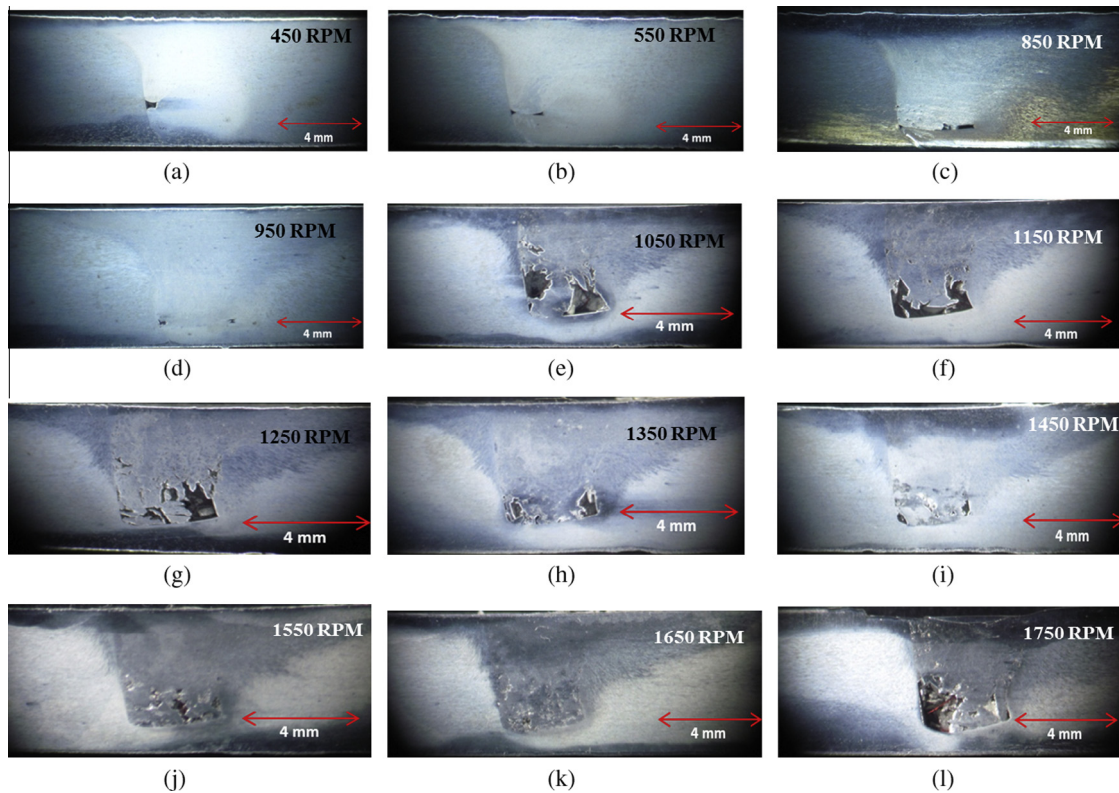 450 RPM
4 mm
(a)
550 RPM
4 mm
(b)
850 RPM
4 mm
(c)
950 RPM
4 mm
(d)
1050 RPM
4 mm
(e)
1150 RPM
4 mm
(f)
1250 RPM
4 mm
(g)
1350 RPM
4 mm
(h)
1450 RPM
4 mm
(i)
1550 RPM
4 mm
(j)
1650 RPM
4 mm
(k)
1750 RPM
4 mm
(l)